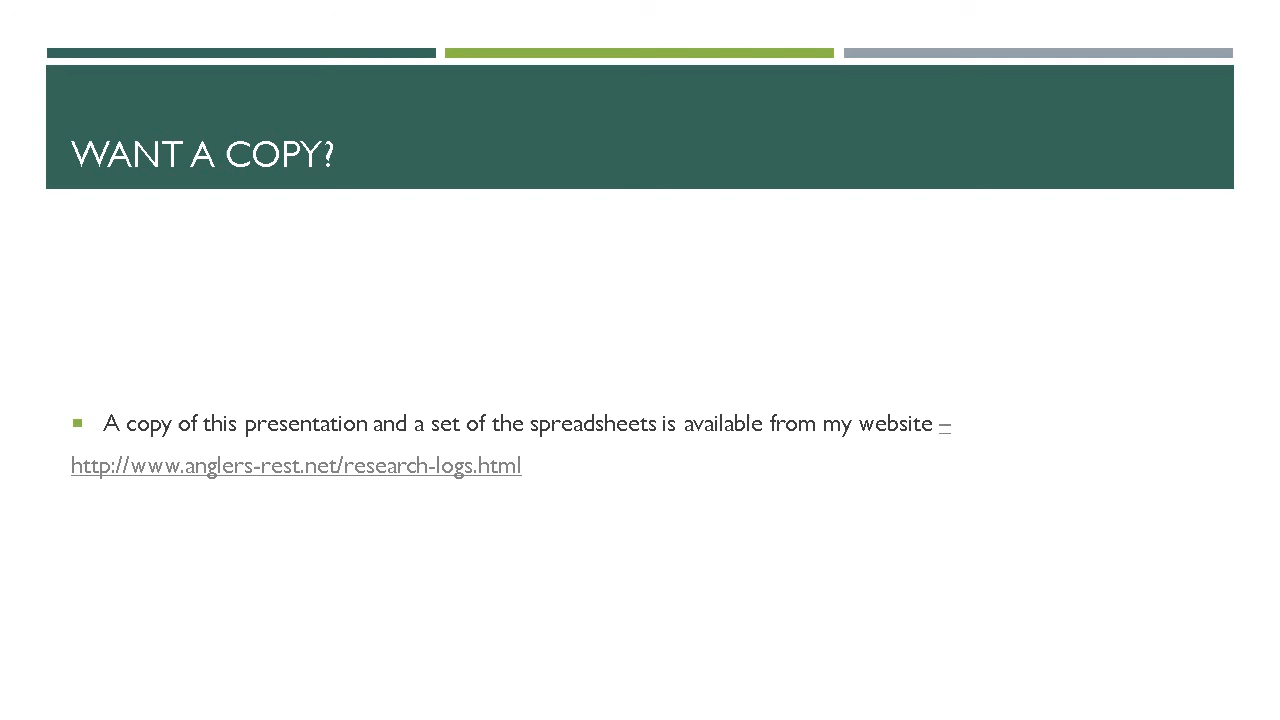 WANT A COPY?
A copy of this presentation and a set of the spreadsheets is available from my website –
http://www.anglers-rest.net/research-logs.html